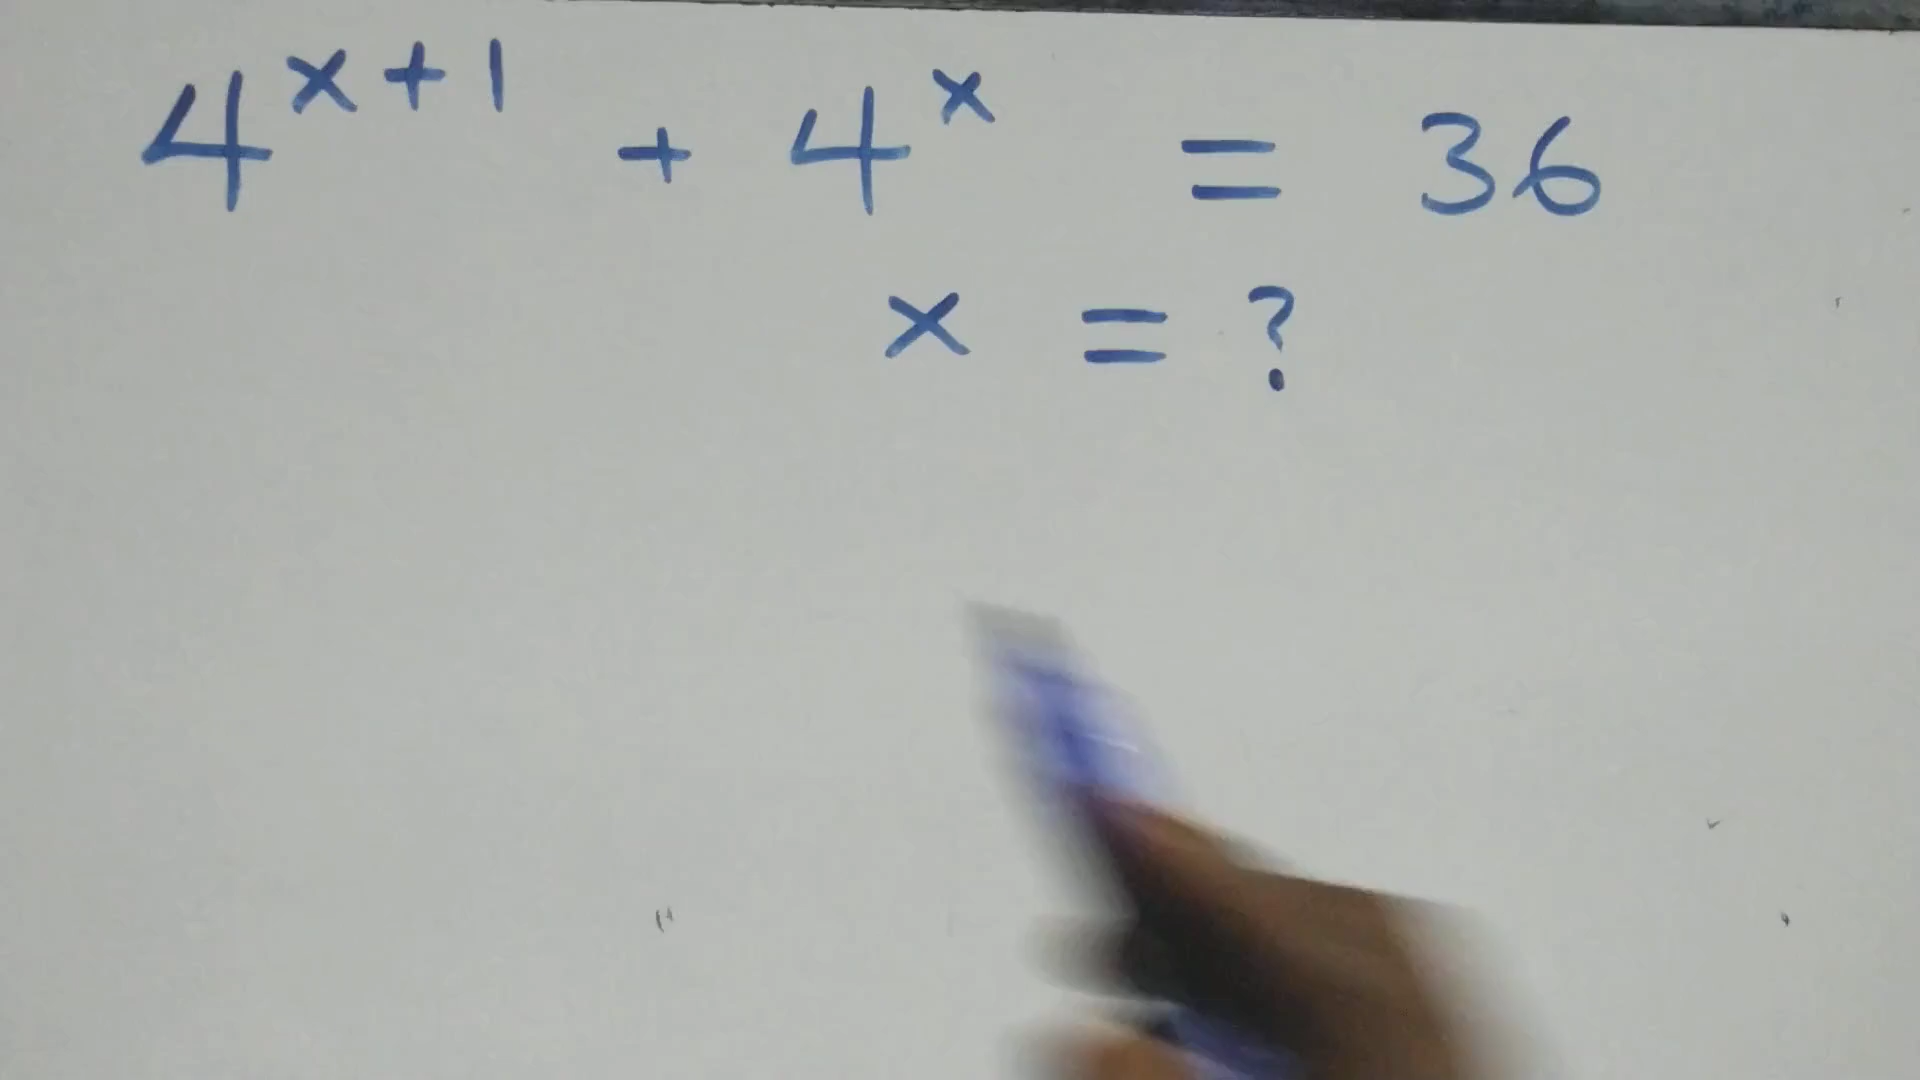 4^{x+1} + 4^x = 36
x = ?